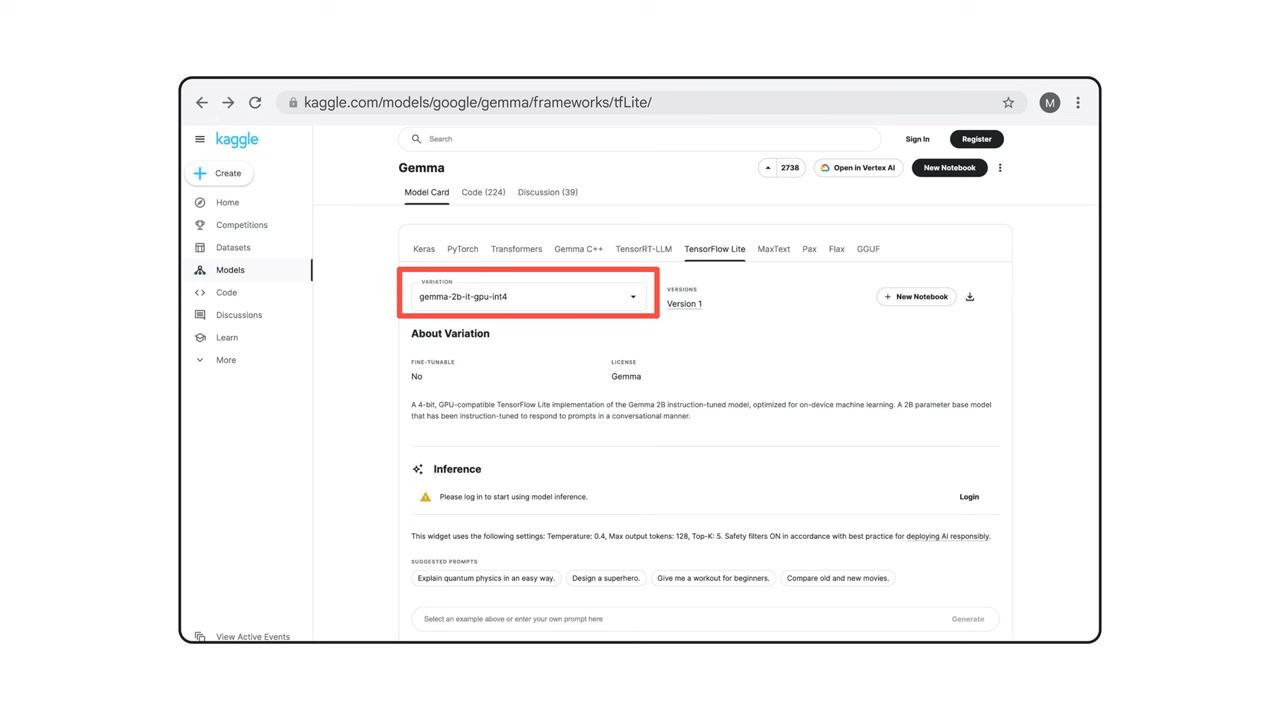 kaggle.com/models/google/gemma/frameworks/tfLite/
M
kaggle
Search
Sign In
Register
Create
Gemma
2738
Open in Vertex AI
New Notebook
Model Card
Code (224)
Discussion (39)
Home
Competitions
Datasets
Models
Code
Discussions
Learn
More
View Active Events
Keras
PyTorch
Transformers
Gemma C++
TensorRT-LLM
TensorFlow Lite
MaxText
Pax
Flax
GGUF
VARIATION
gemma-2b-it-gpu-int4
VERSIONS
Version 1
New Notebook
About Variation
FINE-TUNABLE
No
LICENSE
Gemma
A 4-bit, GPU-compatible TensorFlow Lite implementation of the Gemma 2B instruction-tuned model, optimized for on-device machine learning. A 2B parameter base model
that has been instruction-tuned to respond to prompts in a conversational manner.
Inference
Please log in to start using model inference.
Login
This widget uses the following settings: Temperature: 0.4, Max output tokens: 128, Top-K: 5. Safety filters ON in accordance with best practice for deploying AI responsibly.
SUGGESTED PROMPTS
Explain quantum physics in an easy way.
Design a superhero.
Give me a workout for beginners.
Compare old and new movies.
Select an example above or enter your own prompt here
Generate